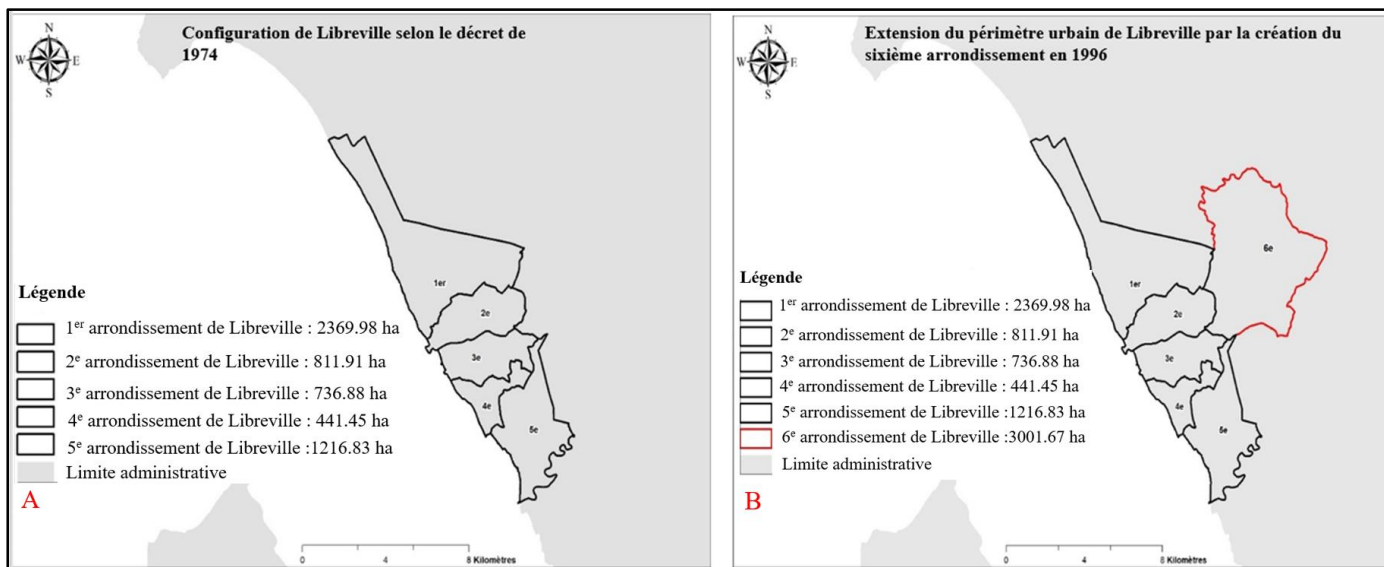 N
W E
S
Configuration de Libreville selon le décret de
1974
1er
2e
3e
4e
5e
Légende
1er arrondissement de Libreville : 2369.98 ha
2e arrondissement de Libreville : 811.91 ha
3e arrondissement de Libreville : 736.88 ha
4e arrondissement de Libreville : 441.45 ha
5e arrondissement de Libreville :1216.83 ha
Limite administrative
A
0 8 Kilomètres
N
W E
S
Extension du périmètre urbain de Libreville par la création du
sixième arrondissement en 1996
6e
1er
2e
3e
4e
5e
Légende
1er arrondissement de Libreville : 2369.98 ha
2e arrondissement de Libreville : 811.91 ha
3e arrondissement de Libreville : 736.88 ha
4e arrondissement de Libreville : 441.45 ha
5e arrondissement de Libreville :1216.83 ha
6e arrondissement de Libreville :3001.67 ha
Limite administrative
B
0 4 8 Kilomètres